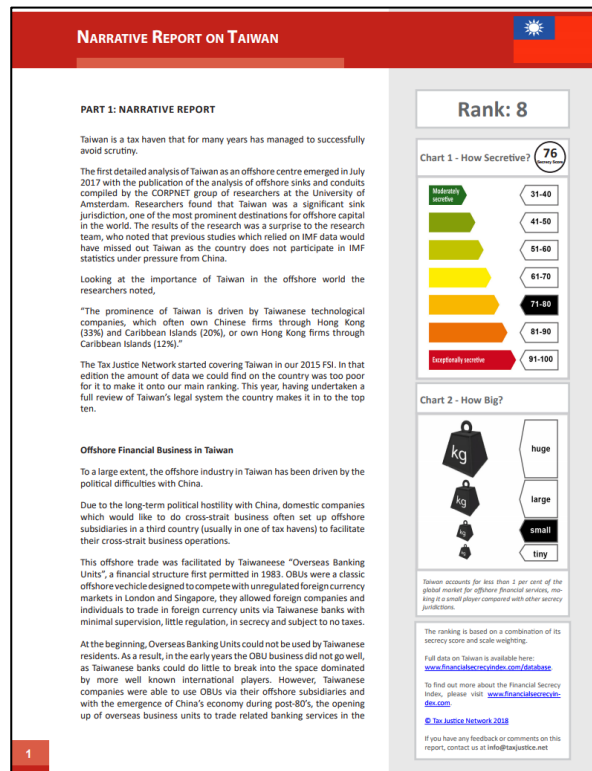 NARRATIVE REPORT ON TAIWAN
PART 1: NARRATIVE REPORT
Taiwan is a tax haven that for many years has managed to successfully
avoid scrutiny.
The first detailed analysis of Taiwan as an offshore centre emerged in July
2017 with the publication of the analysis of offshore sinks and conduits
compiled by the CORPNET group of researchers at the University of
Amsterdam. Researchers found that Taiwan was a significant sink
jurisdiction, one of the most prominent destinations for offshore capital
in the world. The results of the research was a surprise to the research
team, who noted that previous studies which relied on IMF data would
have missed out Taiwan as the country does not participate in IMF
statistics under pressure from China.
Looking at the importance of Taiwan in the offshore world the
researchers noted,
"The prominence of Taiwan is driven by Taiwanese technological
companies, which often own Chinese firms through Hong Kong
(33%) and Caribbean Islands (20%), or own Hong Kong firms through
Caribbean Islands (12%)."
The Tax Justice Network started covering Taiwan in our 2015 FSI. In that
edition the amount of data we could find on the country was too poor
for it to make it onto our main ranking. This year, having undertaken a
full review of Taiwan's legal system the country makes it in to the top
ten.
Offshore Financial Business in Taiwan
To a large extent, the offshore industry in Taiwan has been driven by the
political difficulties with China.
Due to the long-term political hostility with China, domestic companies
which would like to do cross-strait business often set up offshore
subsidiaries in a third country (usually in one of tax havens) to facilitate
their cross-strait business operations.
This offshore trade was facilitated by Taiwaneese "Overseas Banking
Units", a financial structure first permitted in 1983. OBUs were a classic
offshore vechicle designed to compete with unregulated foreign currency
markets in London and Singapore, they allowed foreign companies and
individuals to trade in foreign currency units via Taiwanese banks with
minimal supervision, little regulation, in secrecy and subject to no taxes.
At the beginning, Overseas Banking Units could not be used by Taiwanese
residents. As a result, in the early years the OBU business did not go well,
as Taiwanese banks could do little to break into the space dominated
by more well known international players. However, Taiwanese
companies were able to use OBUs via their offshore subsidiaries and
with the emergence of China's economy during post-80's, the opening
up of overseas business units to trade related banking services in the
1
Rank: 8
Chart 1 - How Secretive?
76
Secrecy Score
Moderately
secretive
31-40
41-50
51-60
61-70
71-80
81-90
Exceptionally secretive
91-100
Chart 2 - How Big?
kg
huge
kg
large
kg
small
kg
tiny
Taiwan accounts for less than 1 per cent of the
global market for offshore financial services, ma-
king it a small player compared with other secrecy
juridictions.
The ranking is based on a combination of its
secrecy score and scale weighting.
Full data on Taiwan is available here:
www.financialsecrecyindex.com/database.
To find out more about the Financial Secrecy
Index, please visit www.financialsecrecyin-
dex.com.
© Tax Justice Network 2018
If you have any feedback or comments on this
report, contact us at info@taxjustice.net